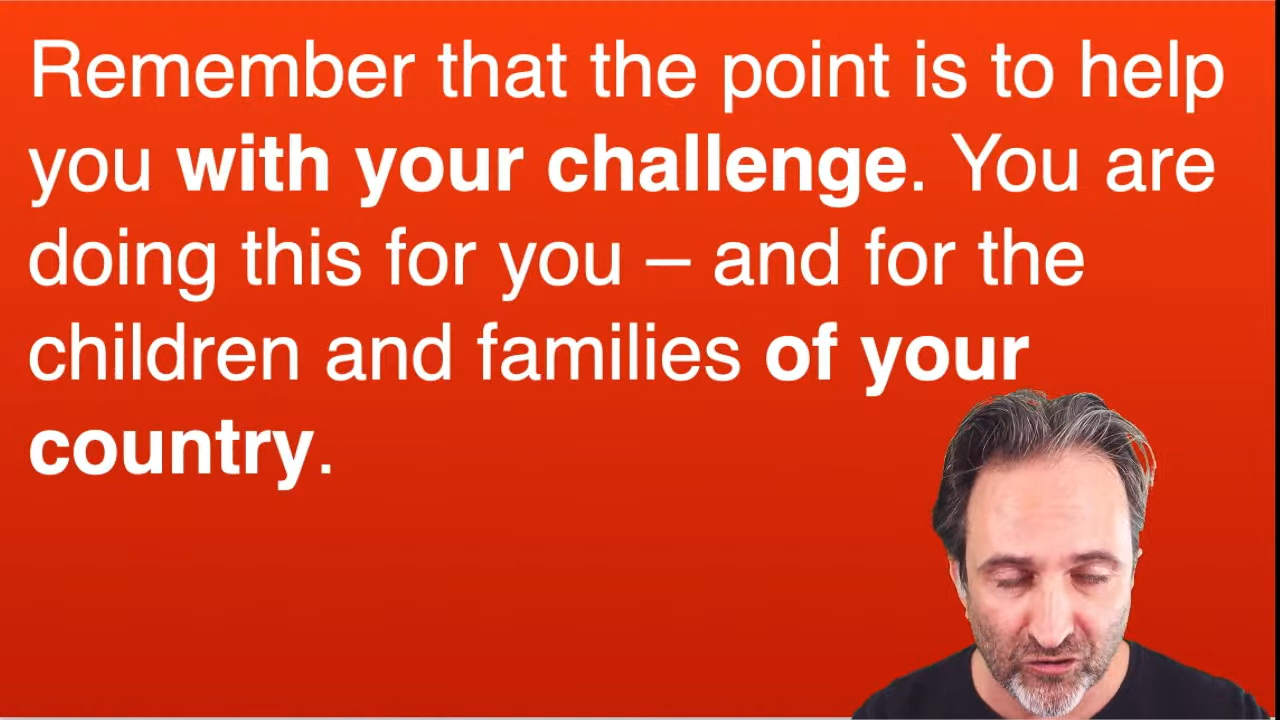 Remember that the point is to help
you with your challenge. You are
doing this for you – and for the
children and families of your
country.